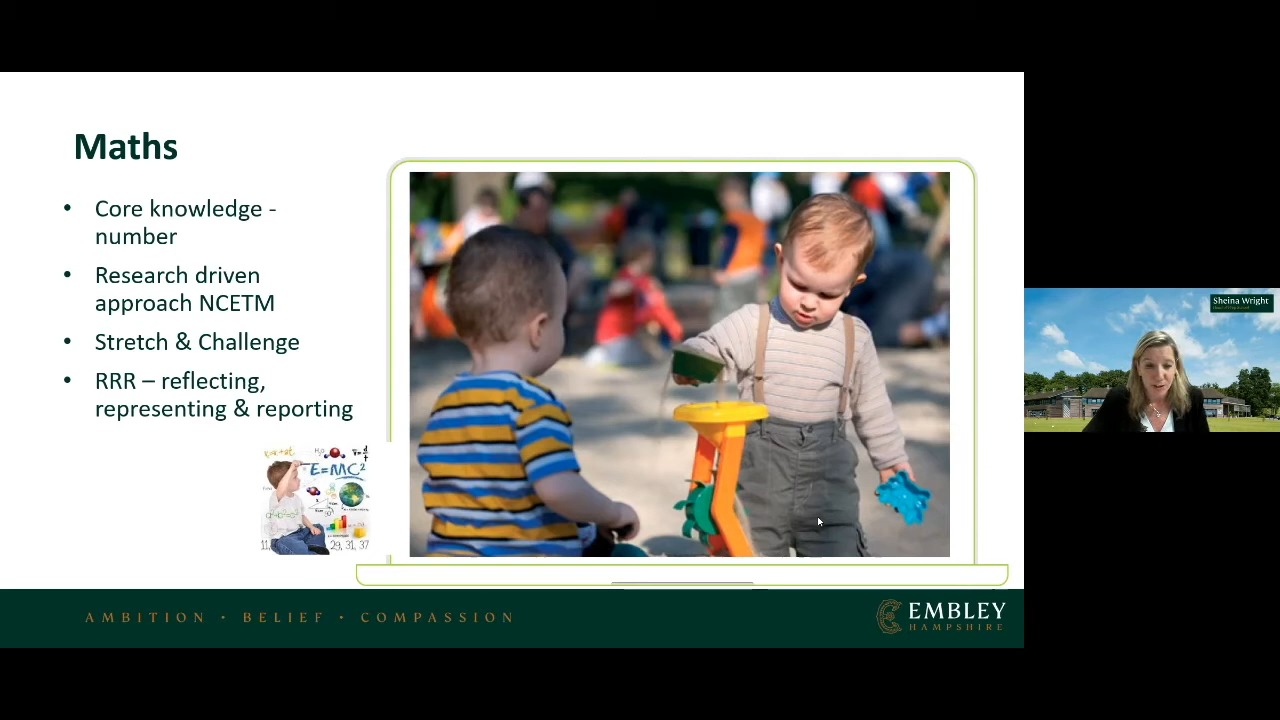 Maths
• Core knowledge -
number
• Research driven
approach NCETM
• Stretch & Challenge
• RRR – reflecting,
representing & reporting
E=MC²
29, 31, 37
AMBITION • BELIEF • COMPASSION
EMBLEY
HAMPSHIRE
Sheina Wright